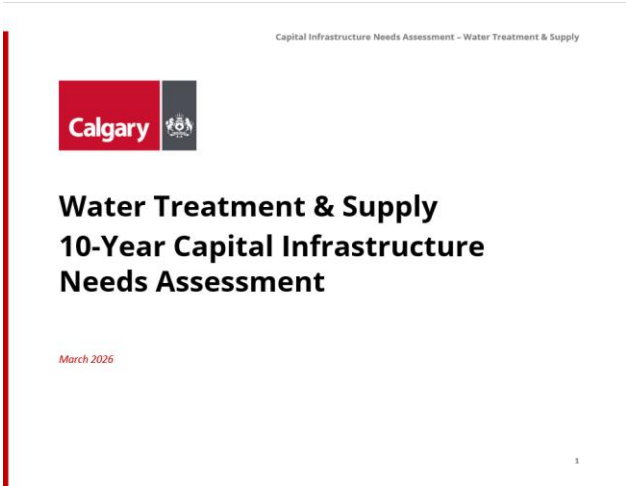 Capital Infrastructure Needs Assessment – Water Treatment & Supply
Calgary
Water Treatment & Supply
10-Year Capital Infrastructure
Needs Assessment
March 2026
1